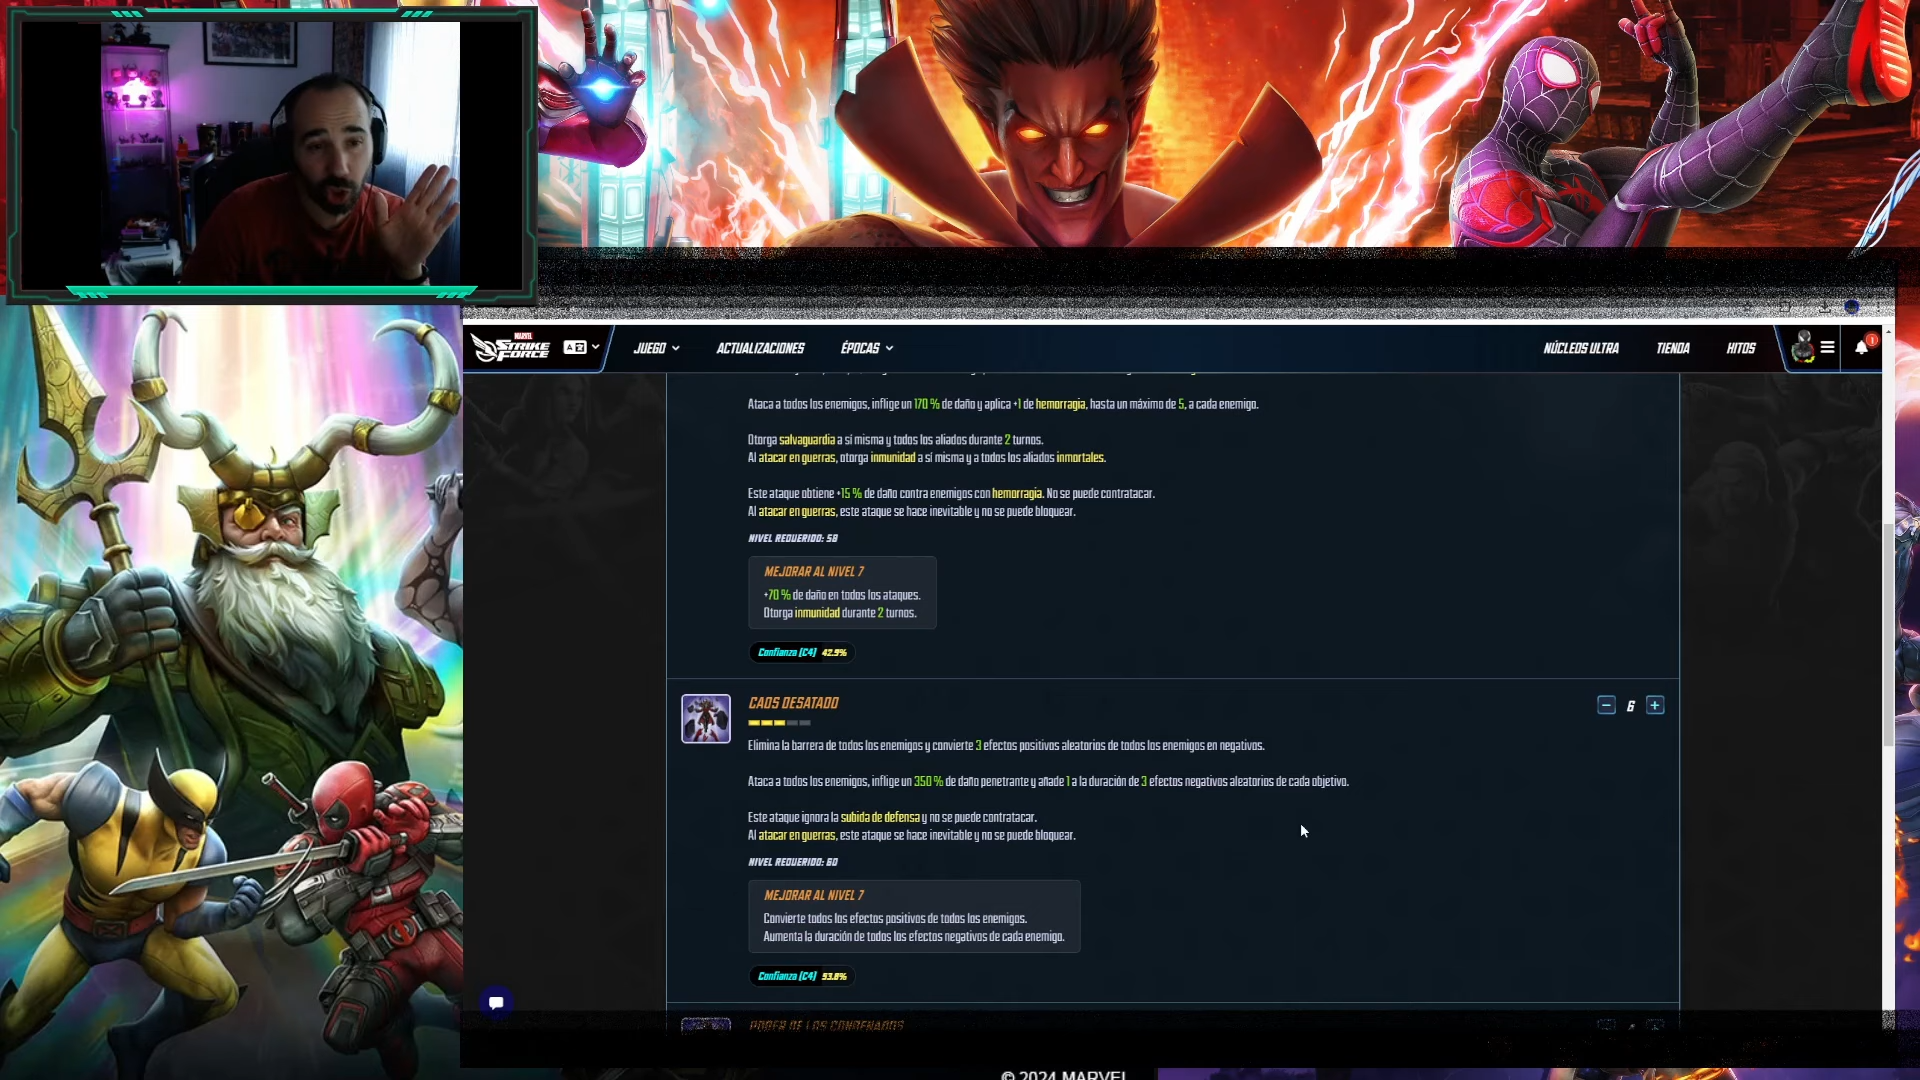 MARVEL
STRIKE FORCE
JUEGO
ACTUALIZACIONES
ÉPOCAS
NÚCLEOS ULTRA
TIENDA
HITOS
1
Ataca a todos los enemigos, inflige un 170 % de daño y aplica +1 de hemorragia, hasta un máximo de 5, a cada enemigo.
Otorga salvaguardia a sí misma y todos los aliados durante 2 turnos.
Al atacar en guerras, otorga inmunidad a sí misma y a todos los aliados inmortales.
Este ataque obtiene +15 % de daño contra enemigos con hemorragia. No se puede contratacar.
Al atacar en guerras, este ataque se hace inevitable y no se puede bloquear.
NIVEL REQUERIDO: 58
MEJORAR AL NIVEL 7
+70 % de daño en todos los ataques.
Otorga inmunidad durante 2 turnos.
Confianza (C4) 42.9%
CAOS DESATADO
6
Elimina la barrera de todos los enemigos y convierte 3 efectos positivos aleatorios de todos los enemigos en negativos.
Ataca a todos los enemigos, inflige un 350 % de daño penetrante y añade 1 a la duración de 3 efectos negativos aleatorios de cada objetivo.
Este ataque ignora la subida de defensa y no se puede contratacar.
Al atacar en guerras, este ataque se hace inevitable y no se puede bloquear.
NIVEL REQUERIDO: 60
MEJORAR AL NIVEL 7
Convierte todos los efectos positivos de todos los enemigos.
Aumenta la duración de todos los efectos negativos de cada enemigo.
Confianza (C4) 53.8%
PODER DE LOS CONDENADOS
© 2024 MARVEL